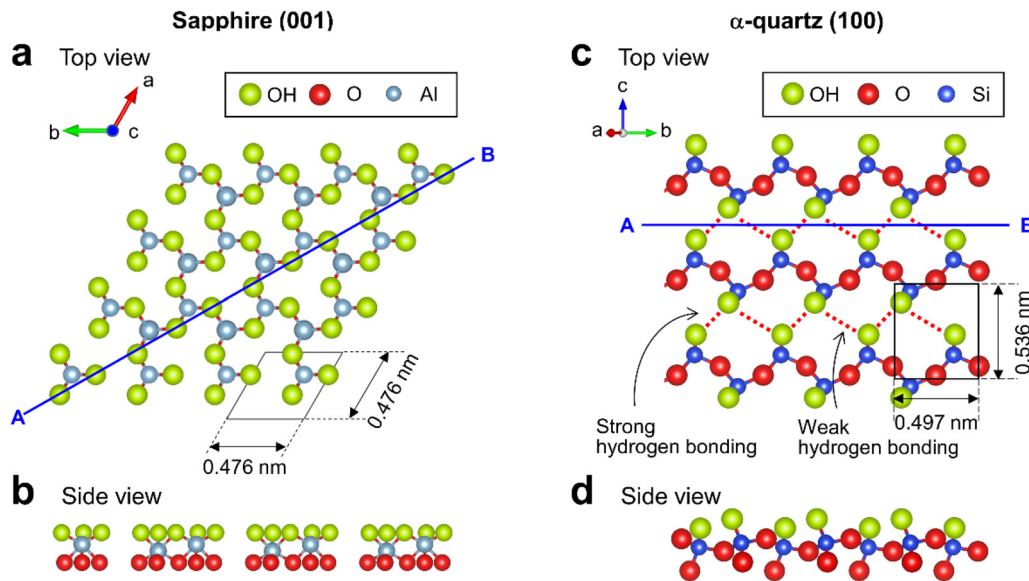 Sapphire (001)
a Top view
a
b
c
OH O Al
B
A
0.476 nm
0.476 nm
b Side view
α-quartz (100)
c Top view
c
a
b
OH O Si
A
B
0.536 nm
0.497 nm
Strong
hydrogen bonding
Weak
hydrogen bonding
d Side view